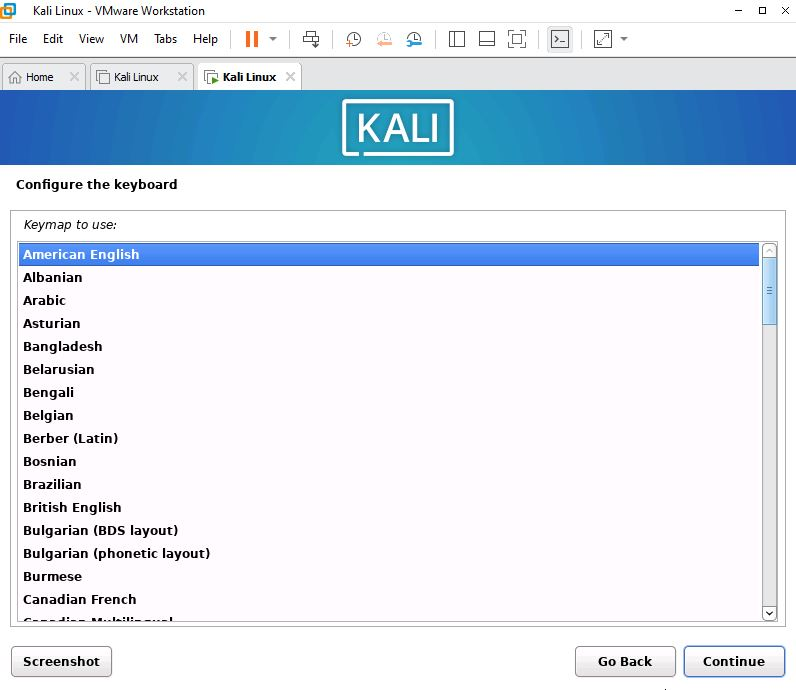 Kali Linux - VMware Workstation
File Edit View VM Tabs Help
Home Kali Linux Kali Linux
KALI
Configure the keyboard
Keymap to use:
American English
Albanian
Arabic
Asturian
Bangladesh
Belarusian
Bengali
Belgian
Berber (Latin)
Bosnian
Brazilian
British English
Bulgarian (BDS layout)
Bulgarian (phonetic layout)
Burmese
Canadian French
Canadian Multilingual
Screenshot Go Back Continue